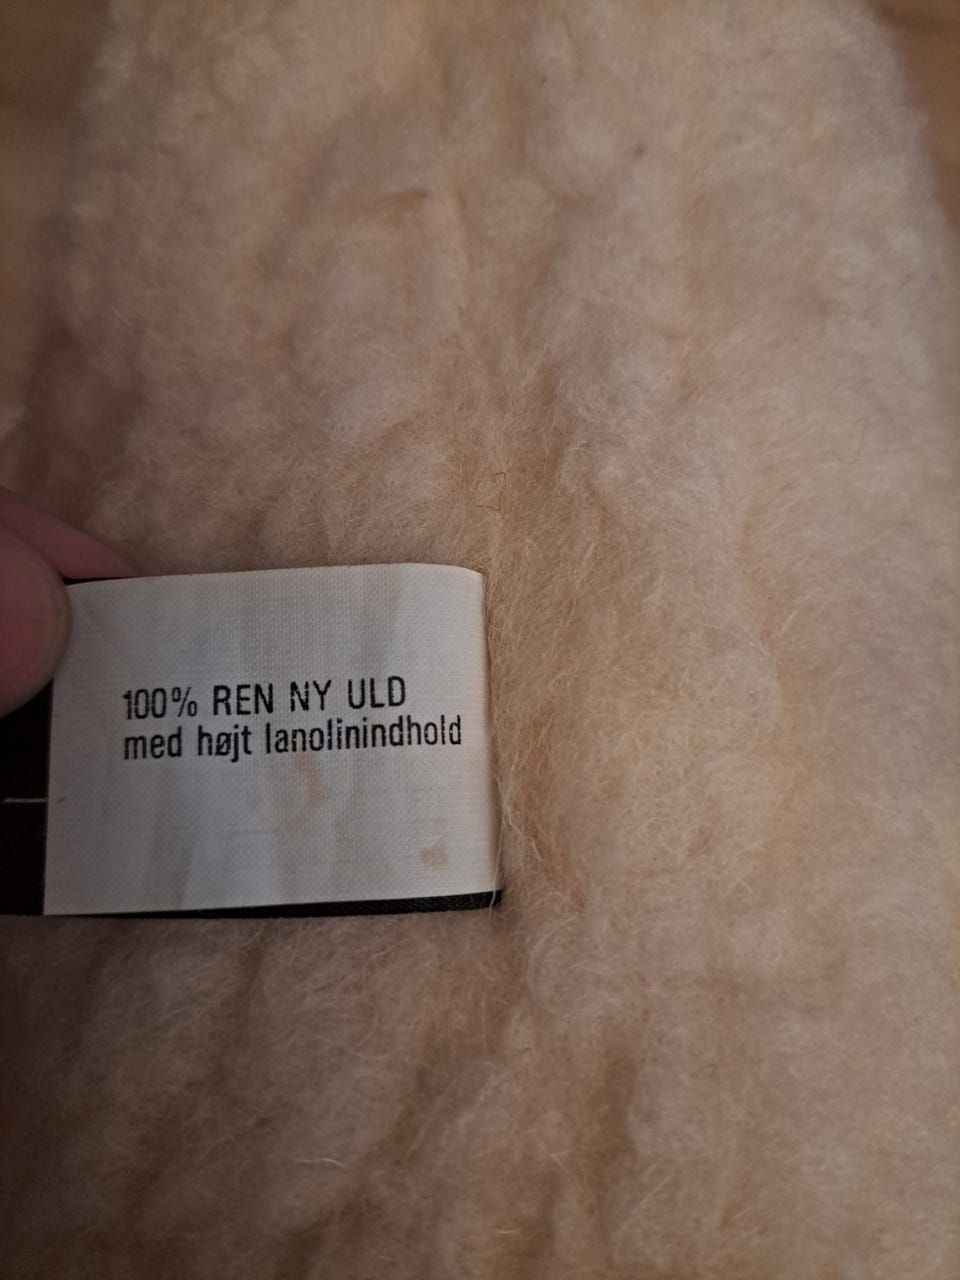 100% REN NY ULD
med højt lanolinindhold